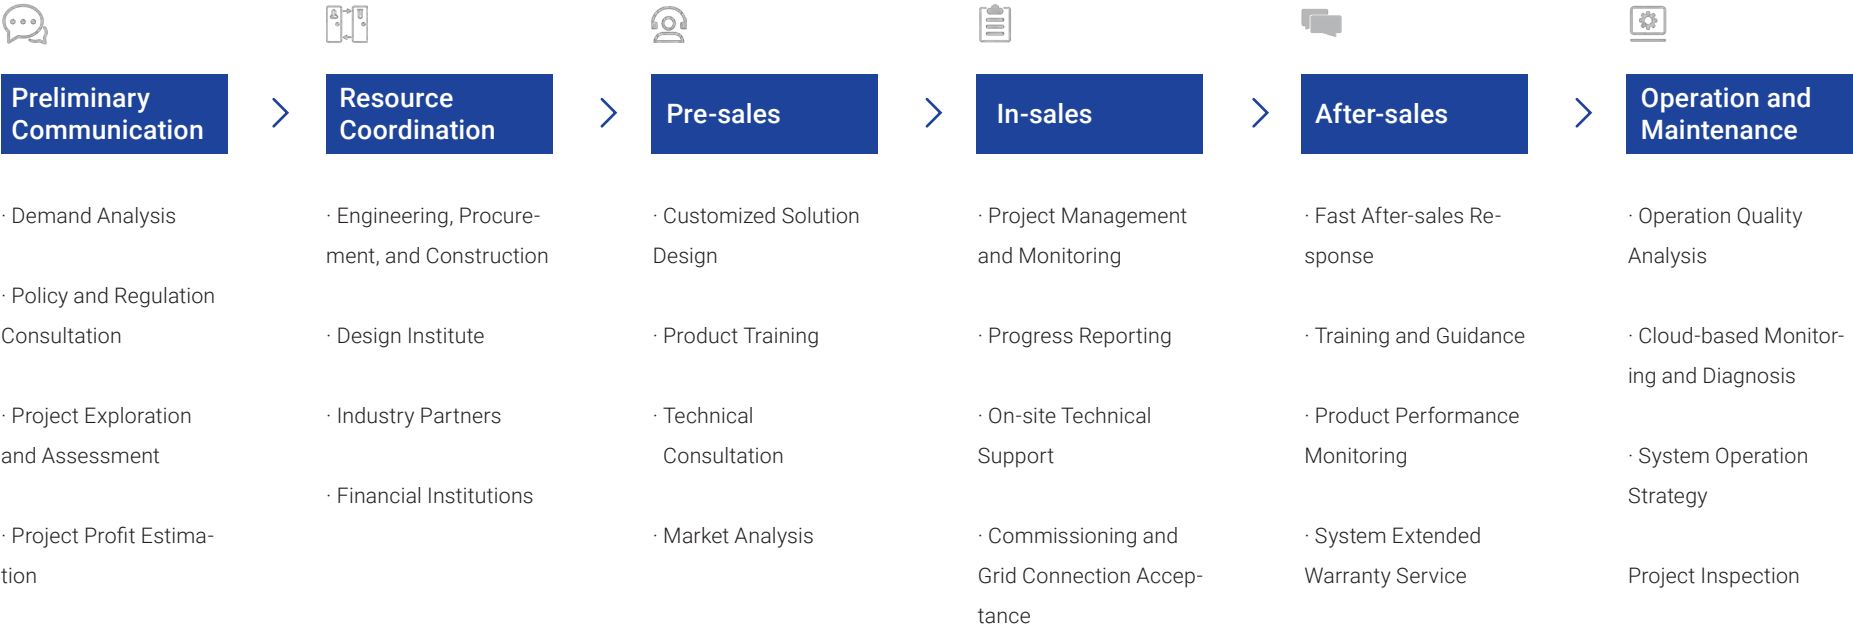 Preliminary
Communication
· Demand Analysis
· Policy and Regulation
Consultation
· Project Exploration
and Assessment
· Project Profit Estima-
tion
Resource
Coordination
· Engineering, Procure-
ment, and Construction
· Design Institute
· Industry Partners
· Financial Institutions
Pre-sales
· Customized Solution
Design
· Product Training
· Technical
Consultation
· Market Analysis
In-sales
· Project Management
and Monitoring
· Progress Reporting
· On-site Technical
Support
· Commissioning and
Grid Connection Accep-
tance
After-sales
· Fast After-sales Re-
sponse
· Training and Guidance
· Product Performance
Monitoring
· System Extended
Warranty Service
Operation and
Maintenance
· Operation Quality
Analysis
· Cloud-based Monitor-
ing and Diagnosis
· System Operation
Strategy
Project Inspection